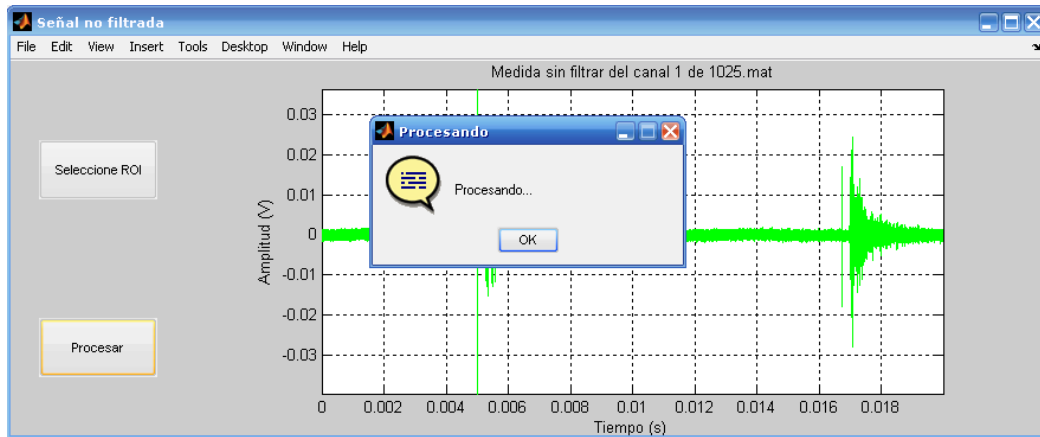 Señal no filtrada
File Edit View Insert Tools Desktop Window Help
Medida sin filtrar del canal 1 de 1025.mat
Seleccione ROI
Procesar
Amplitud (V)
0.03
0.02
0.01
0
-0.01
-0.02
-0.03
Procesando
Procesando...
OK
0 0.002 0.004 0.006 0.008 0.01 0.012 0.014 0.016 0.018
Tiempo (s)